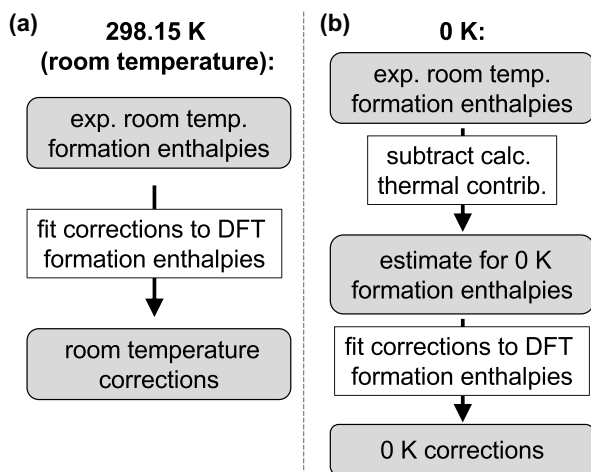 (a)
298.15 K
(room temperature):
exp. room temp.
formation enthalpies
fit corrections to DFT
formation enthalpies
room temperature
corrections
(b)
0 K:
exp. room temp.
formation enthalpies
subtract calc.
thermal contrib.
estimate for 0 K
formation enthalpies
fit corrections to DFT
formation enthalpies
0 K corrections